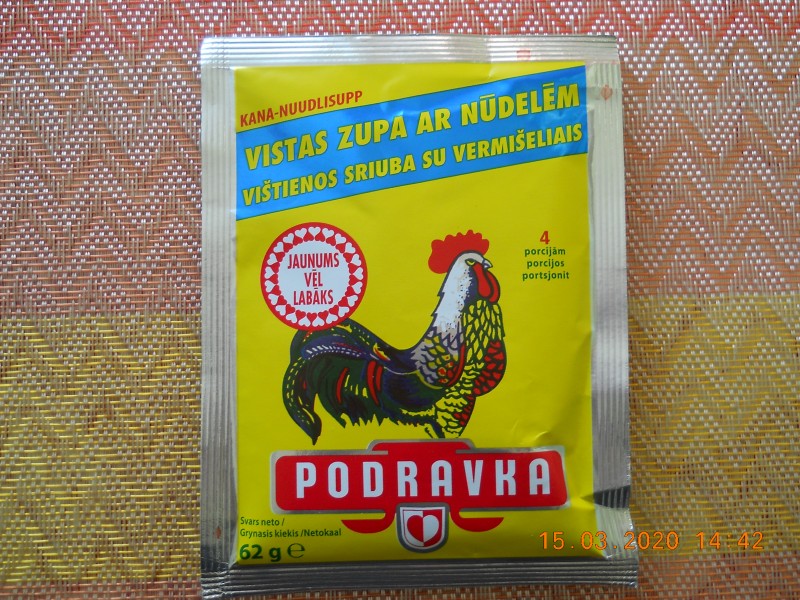 KANA-NUUDLISUPP
VISTAS ZUPA AR NŪDELĒM
VIŠTIENOS SRIUBA SU VERMIŠELIAIS
JAUNUMS
VĒL
LABĀKS
4
porcijām
porcijos
portsjonit
PODRAVKA
Svars neto /
Grynasis kiekis /Netokaal
62 g ℮
15.03.2020 14:42